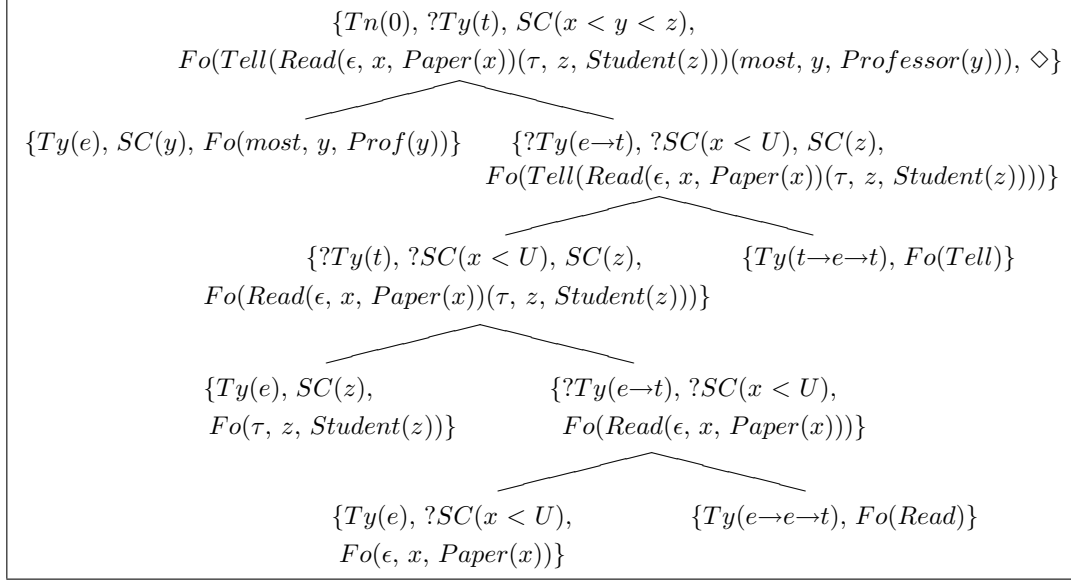 {Tn(0), ?Ty(t), SC(x < y < z),
Fo(Tell(Read(ϵ, x, Paper(x))(τ, z, Student(z)))(most, y, Professor(y))), ◇}
{Ty(e), SC(y), Fo(most, y, Prof(y))}
{?Ty(e→t), ?SC(x < U), SC(z),
Fo(Tell(Read(ϵ, x, Paper(x))(τ, z, Student(z))))}
{?Ty(t), ?SC(x < U), SC(z),
Fo(Read(ϵ, x, Paper(x))(τ, z, Student(z)))}
{Ty(t→e→t), Fo(Tell)}
{Ty(e), SC(z),
Fo(τ, z, Student(z))}
{?Ty(e→t), ?SC(x < U),
Fo(Read(ϵ, x, Paper(x)))}
{Ty(e), ?SC(x < U),
Fo(ϵ, x, Paper(x))}
{Ty(e→e→t), Fo(Read)}